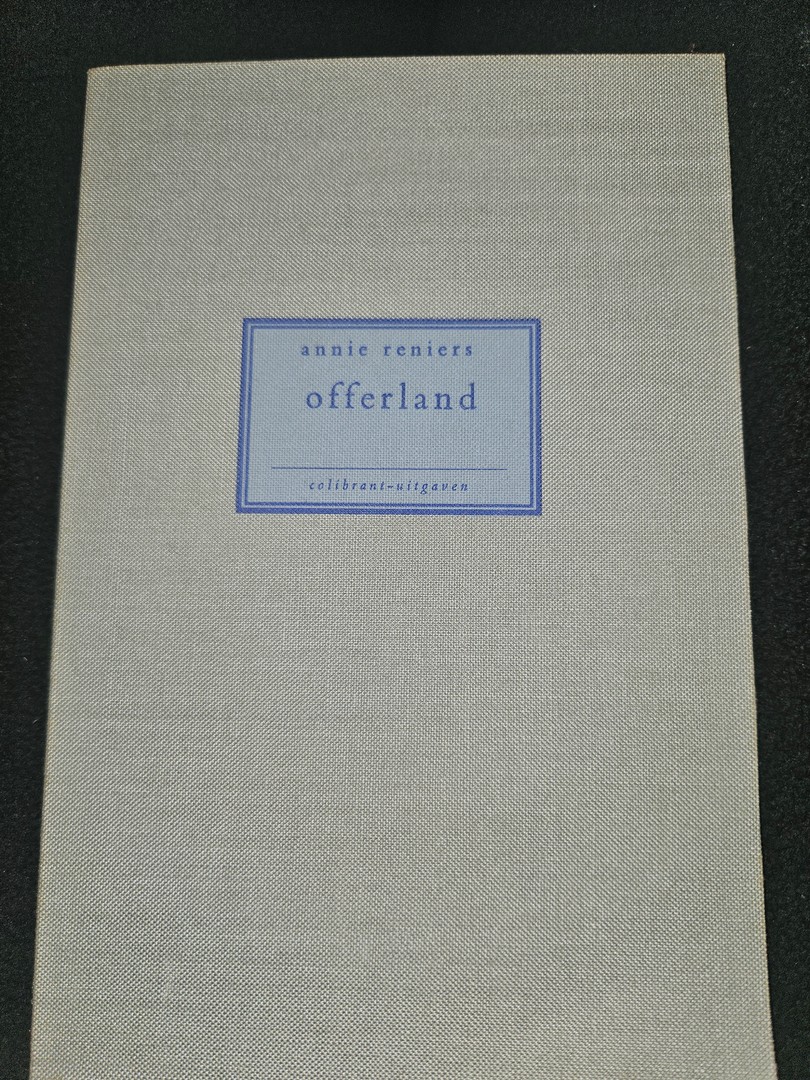 annie reniers
offerland
colibrant-uitgaven